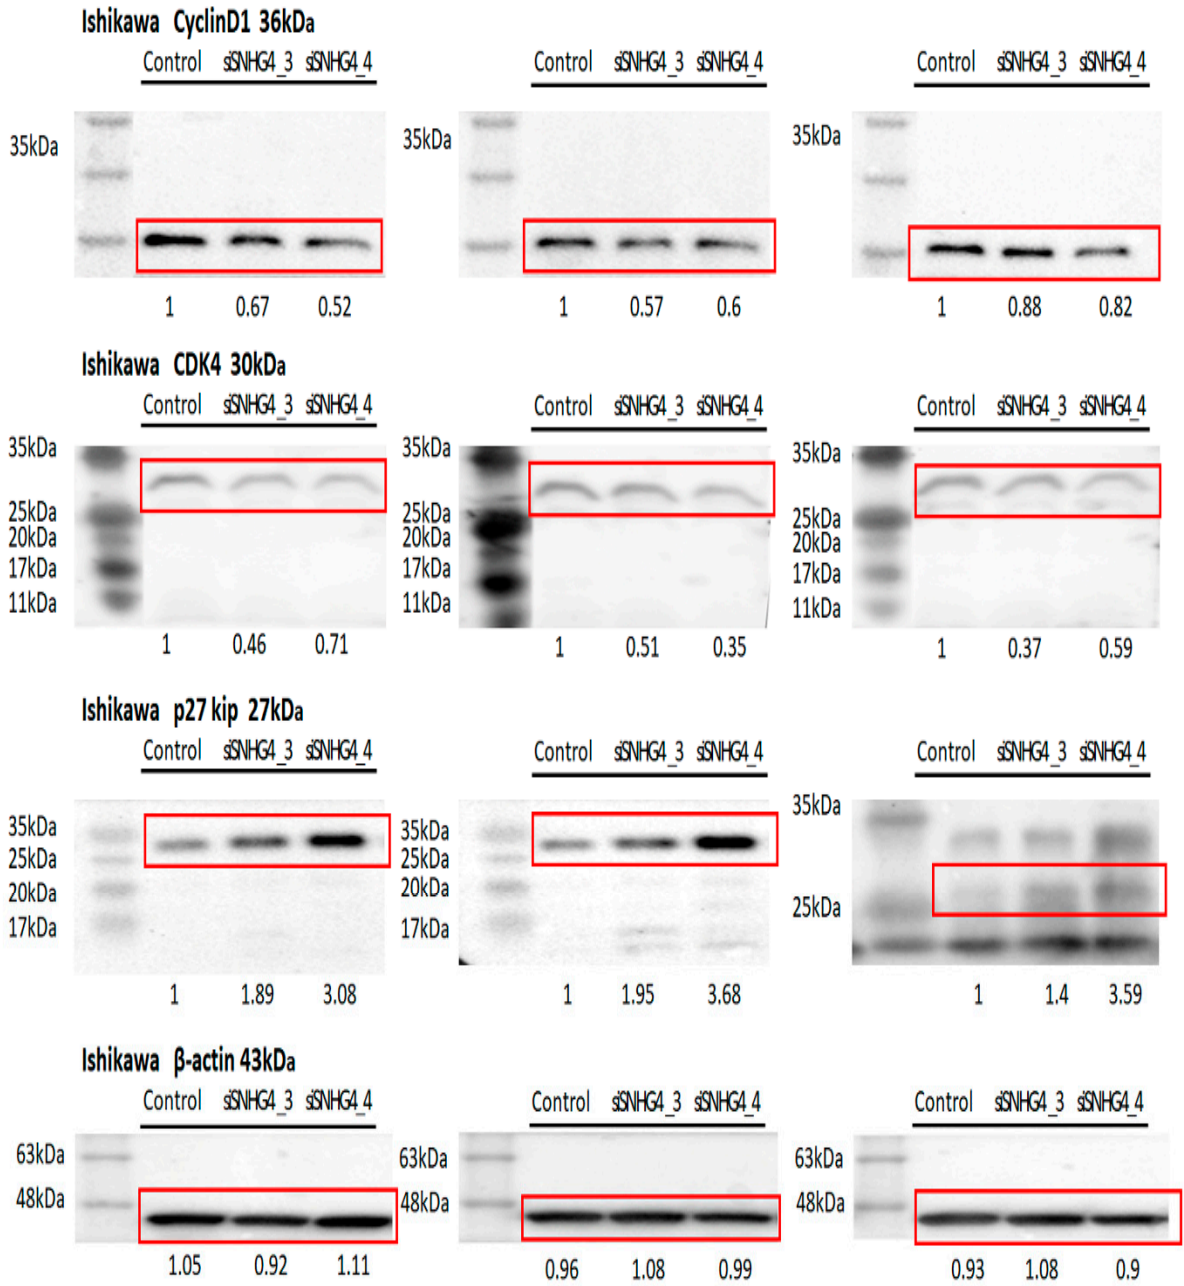 Ishikawa CyclinD1 36kDa
Control siSNHG4_3 siSNHG4_4 Control siSNHG4_3 siSNHG4_4 Control siSNHG4_3 siSNHG4_4
35kDa 35kDa 35kDa
1 0.67 0.52 1 0.57 0.6 1 0.88 0.82
Ishikawa CDK4 30kDa
Control siSNHG4_3 siSNHG4_4 Control siSNHG4_3 siSNHG4_4 Control siSNHG4_3 siSNHG4_4
35kDa 35kDa 35kDa
25kDa 25kDa 25kDa
20kDa 20kDa 20kDa
17kDa 17kDa 17kDa
11kDa 11kDa 11kDa
1 0.46 0.71 1 0.51 0.35 1 0.37 0.59
Ishikawa p27 kip 27kDa
Control siSNHG4_3 siSNHG4_4 Control siSNHG4_3 siSNHG4_4 Control siSNHG4_3 siSNHG4_4
35kDa 35kDa 35kDa
25kDa 25kDa 25kDa
20kDa 20kDa
17kDa 17kDa
1 1.89 3.08 1 1.95 3.68 1 1.4 3.59
Ishikawa β-actin 43kDa
Control siSNHG4_3 siSNHG4_4 Control siSNHG4_3 siSNHG4_4 Control siSNHG4_3 siSNHG4_4
63kDa 63kDa 63kDa
48kDa 48kDa 48kDa
1.05 0.92 1.11 0.96 1.08 0.99 0.93 1.08 0.9